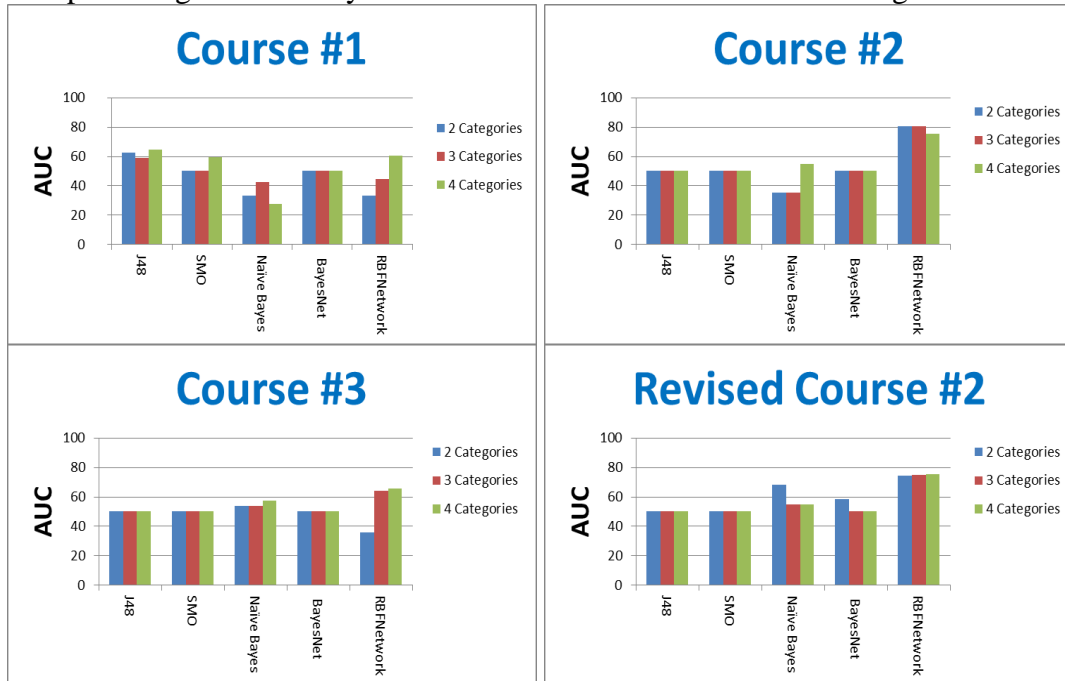 Course #1
AUC
100
80
60
40
20
0
J48
SMO
Naïve Bayes
BayesNet
RBFNetwork
2 Categories
3 Categories
4 Categories
Course #2
AUC
100
80
60
40
20
0
J48
SMO
Naïve Bayes
BayesNet
RBFNetwork
2 Categories
3 Categories
4 Categories
Course #3
AUC
100
80
60
40
20
0
J48
SMO
Naïve Bayes
BayesNet
RBFNetwork
2 Categories
3 Categories
4 Categories
Revised Course #2
AUC
100
80
60
40
20
0
J48
SMO
Naïve Bayes
BayesNet
RBFNetwork
2 Categories
3 Categories
4 Categories